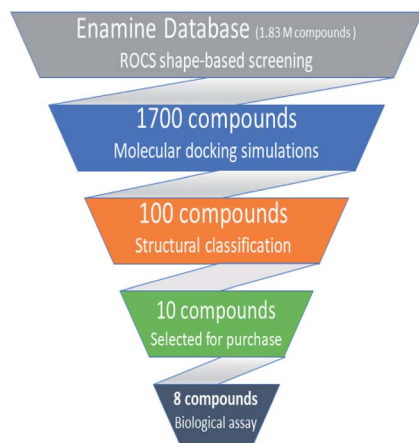 Enamine Database (1.83 M compounds )
ROCS shape-based screening
1700 compounds
Molecular docking simulations
100 compounds
Structural classification
10 compounds
Selected for purchase
8 compounds
Biological assay